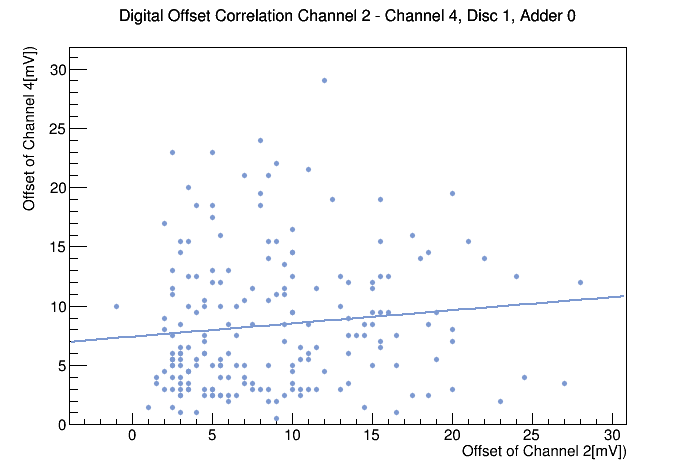 Digital Offset Correlation Channel 2 - Channel 4, Disc 1, Adder 0
Offset of Channel 4[mV])
30
25
20
15
10
5
0
0 5 10 15 20 25 30
Offset of Channel 2[mV])